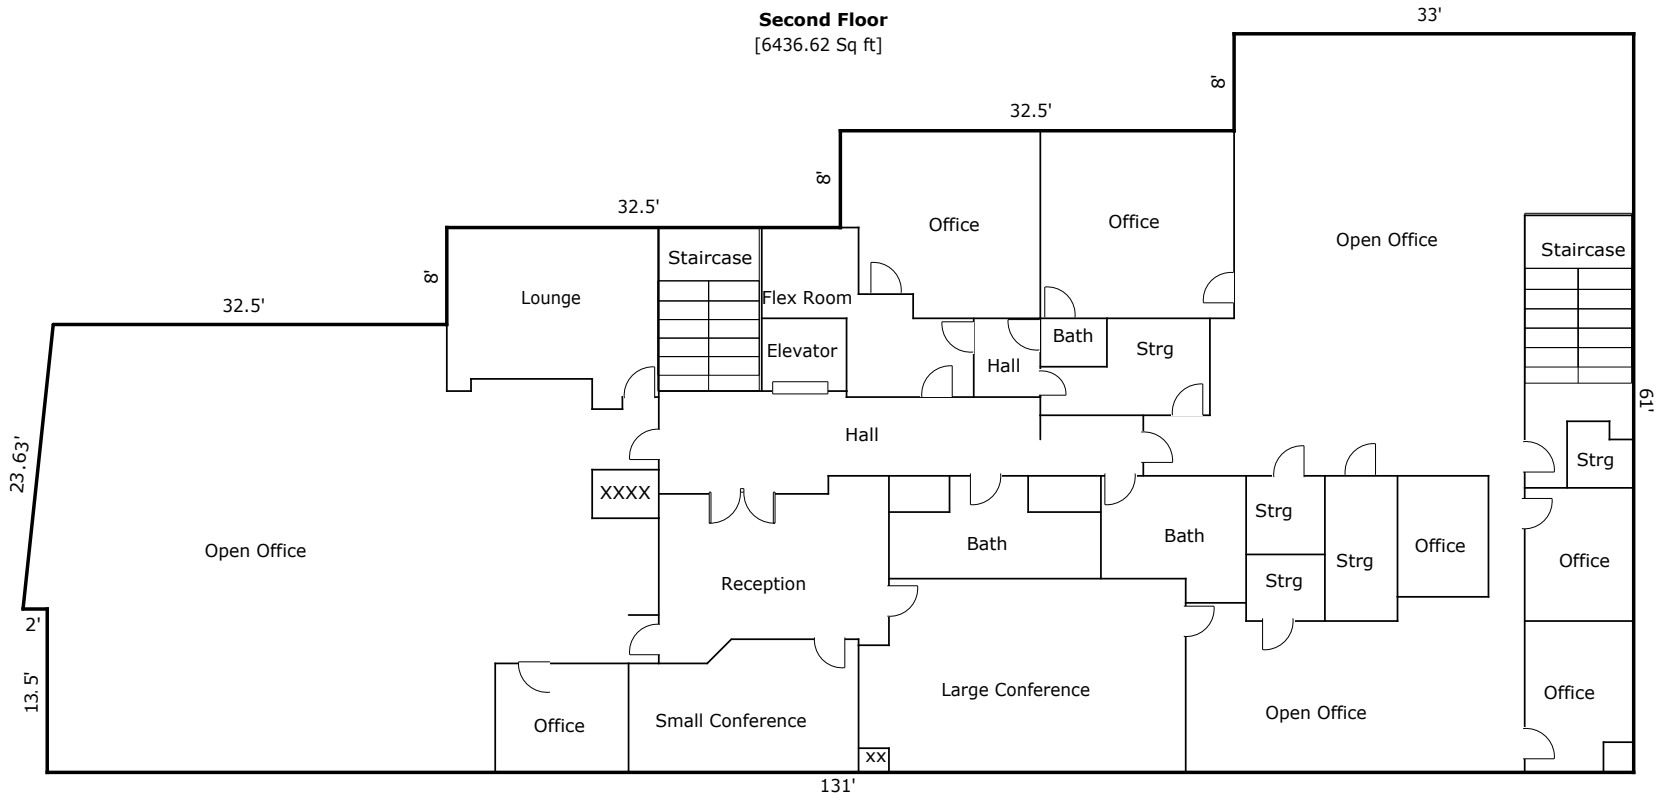 Second Floor
[6436.62 Sq ft]
33'
8'
32.5'
8'
32.5'
8'
32.5'
Office
Office
Open Office
Staircase
Staircase
Lounge
Flex Room
Elevator
Bath
Strg
Hall
61'
Hall
23.63'
XXXX
Strg
Strg
Open Office
Bath
Bath
Office
Strg
Office
Reception
Strg
2'
13.5'
Large Conference
Office
Small Conference
Open Office
Office
xx
131'